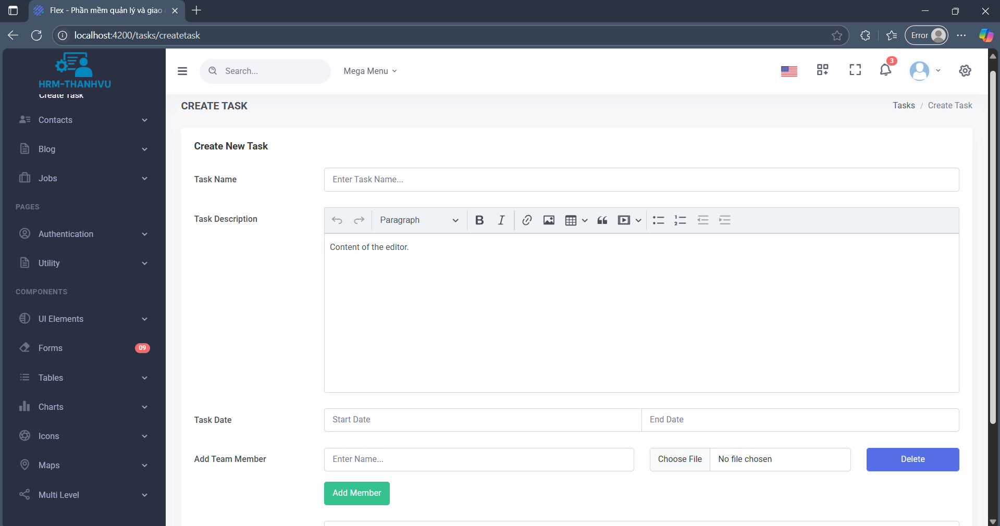 Flex - Phần mềm quản lý và giao
localhost:4200/tasks/createtask
Error
HRM-THANHVU
Create Task
Contacts
Blog
Jobs
PAGES
Authentication
Utility
COMPONENTS
UI Elements
Forms 09
Tables
Charts
Icons
Maps
Multi Level
Search...
Mega Menu
3
CREATE TASK
Tasks / Create Task
Create New Task
Task Name
Enter Task Name...
Task Description
Paragraph
Content of the editor.
Task Date
Start Date
End Date
Add Team Member
Enter Name...
Choose File
No file chosen
Delete
Add Member